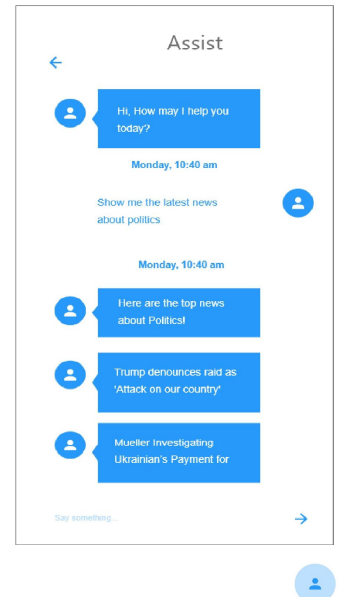 Assist
Hi, How may I help you
today?
Monday, 10:40 am
Show me the latest news
about politics
Monday, 10:40 am
Here are the top news
about Politics!
Trump denounces raid as
'Attack on our country'
Mueller Investigating
Ukrainian's Payment for
Say something...